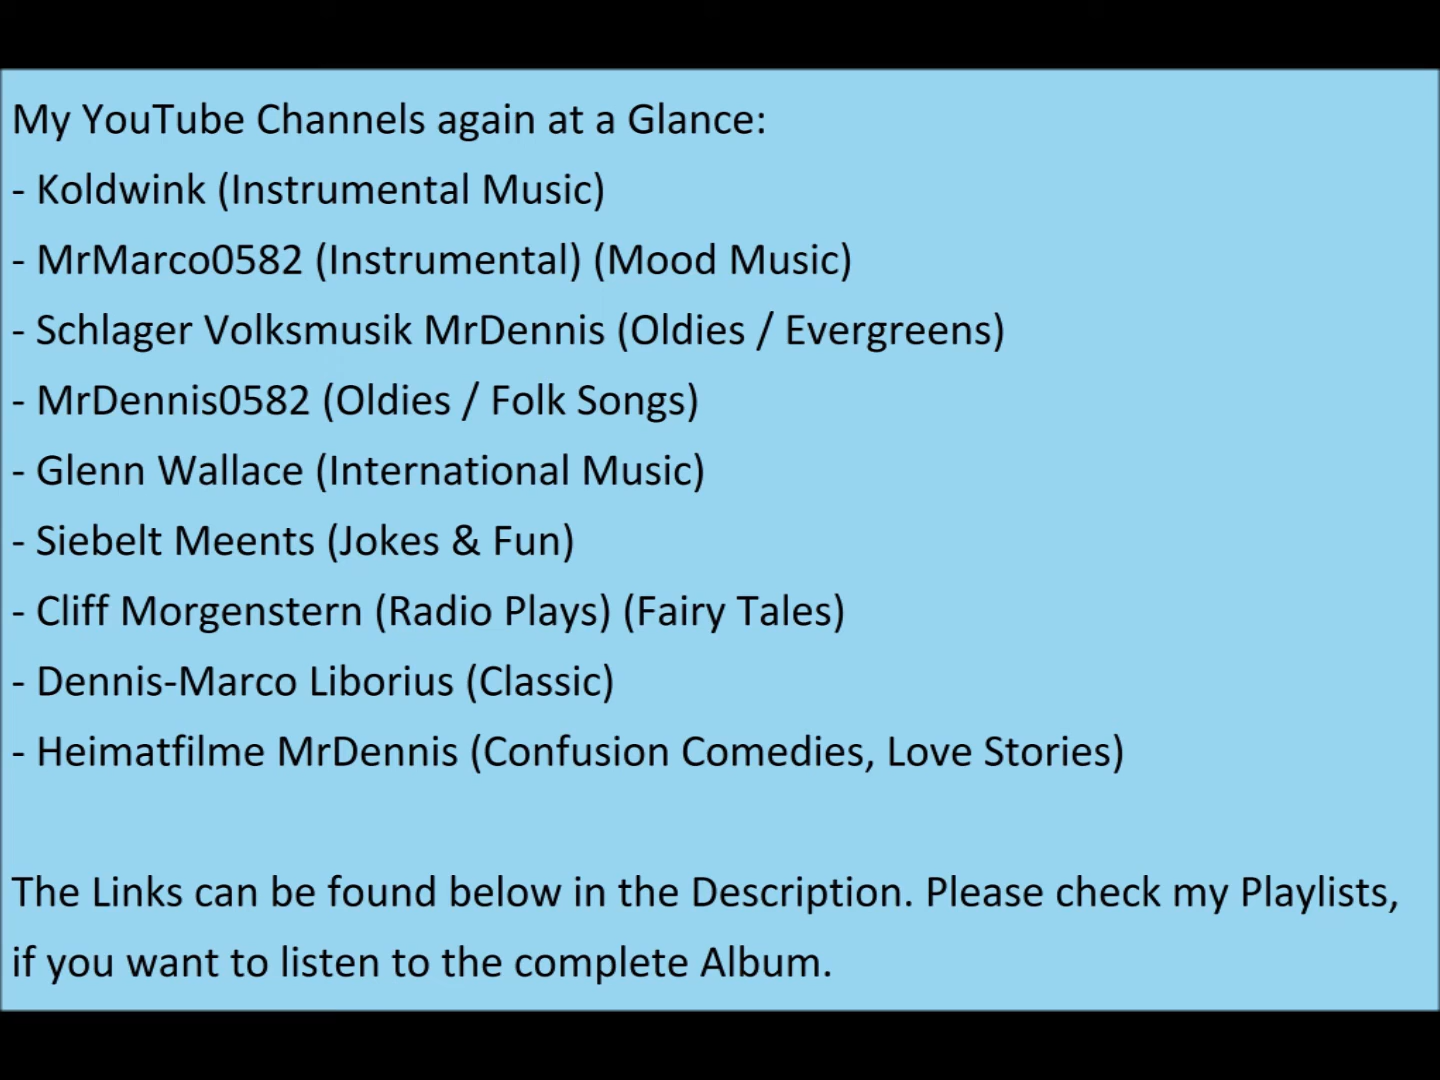 My YouTube Channels again at a Glance:
- Koldwink (Instrumental Music)
- MrMarco0582 (Instrumental) (Mood Music)
- Schlager Volksmusik MrDennis (Oldies / Evergreens)
- MrDennis0582 (Oldies / Folk Songs)
- Glenn Wallace (International Music)
- Siebelt Meents (Jokes & Fun)
- Cliff Morgenstern (Radio Plays) (Fairy Tales)
- Dennis-Marco Liborius (Classic)
- Heimatfilme MrDennis (Confusion Comedies, Love Stories)
The Links can be found below in the Description. Please check my Playlists,
if you want to listen to the complete Album.